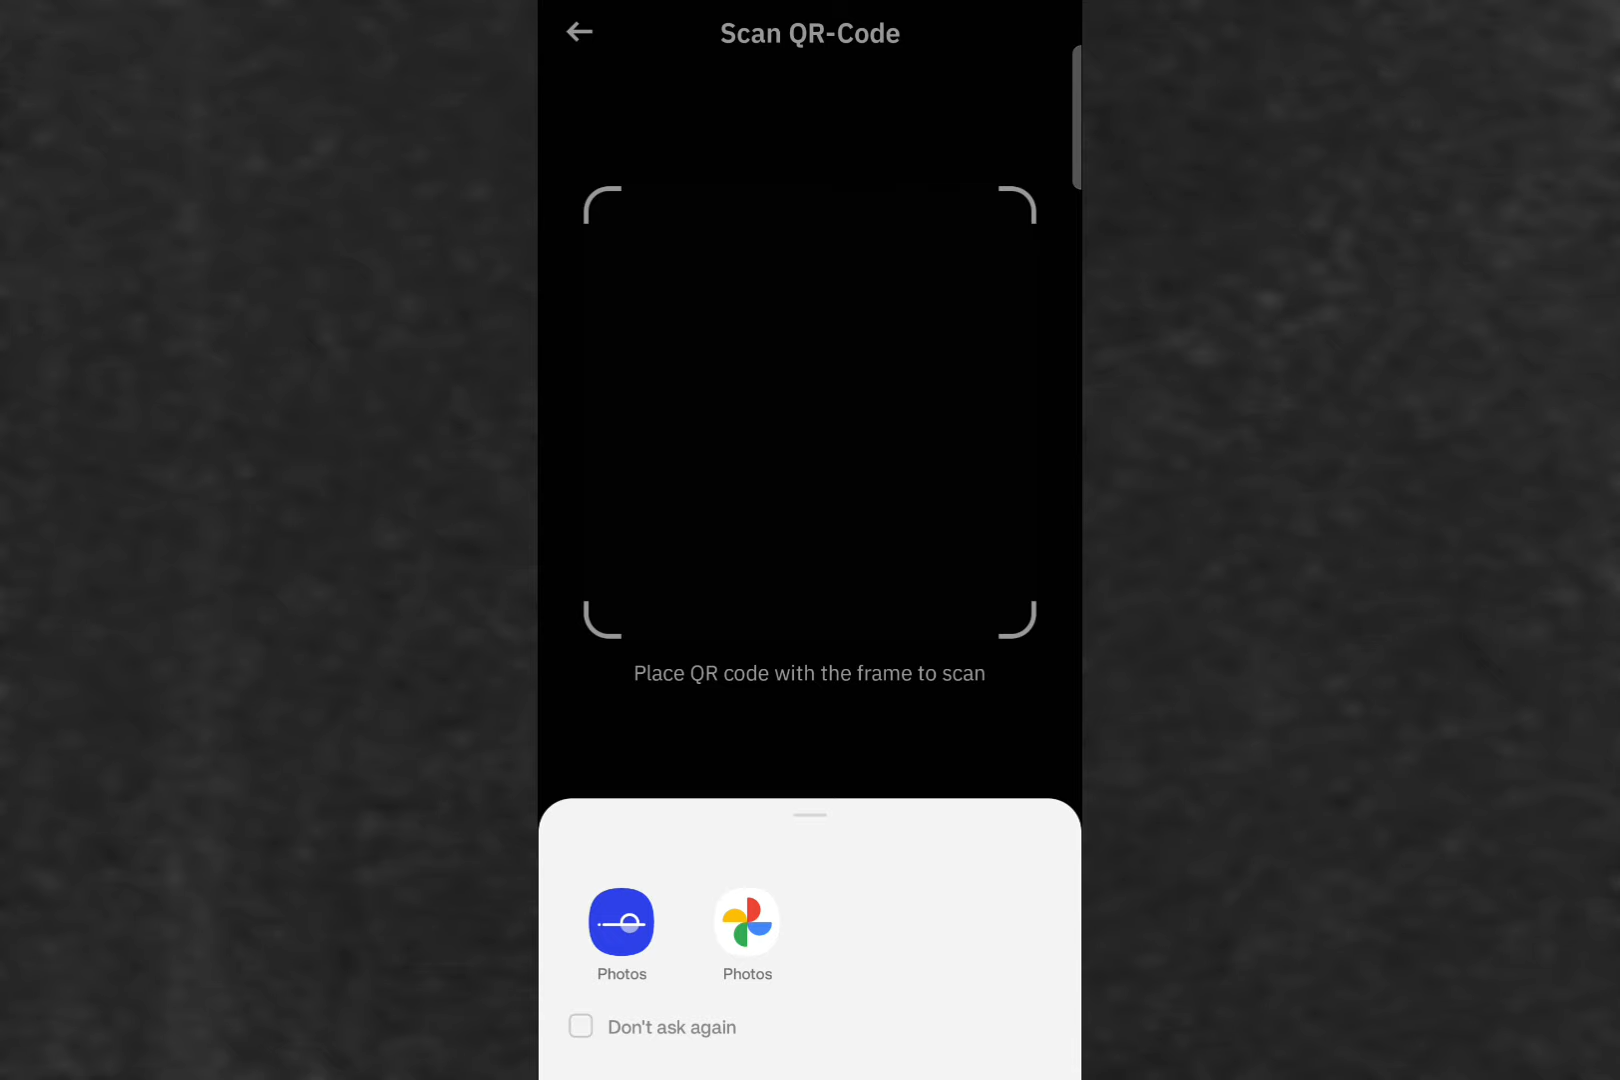 Scan QR-Code
Place QR code with the frame to scan
Photos
Photos
Don't ask again